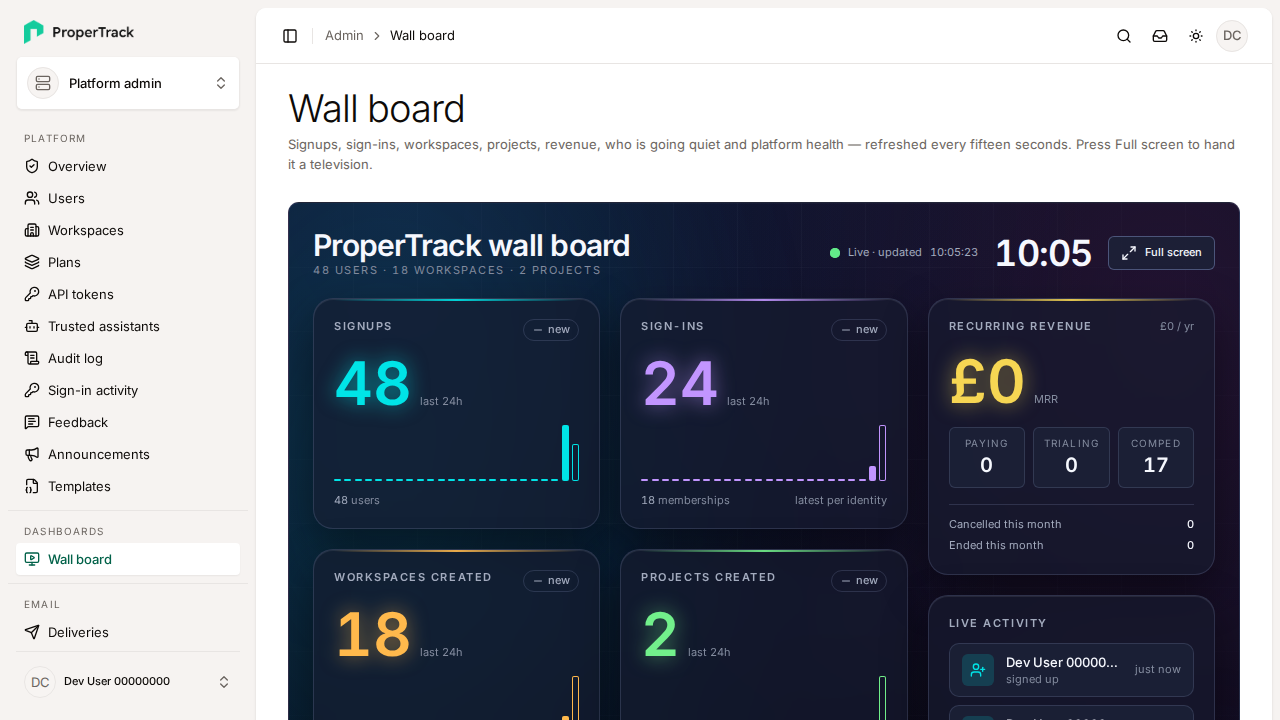 ProperTrack
Platform admin
PLATFORM
Overview
Users
Workspaces
Plans
API tokens
Trusted assistants
Audit log
Sign-in activity
Feedback
Announcements
Templates
DASHBOARDS
Wall board
EMAIL
Deliveries
DC
Dev User 00000000
Admin
Wall board
DC
Wall board
Signups, sign-ins, workspaces, projects, revenue, who is going quiet and platform health — refreshed every fifteen seconds. Press Full screen to hand
it a television.
ProperTrack wall board
48 USERS · 18 WORKSPACES · 2 PROJECTS
Live · updated 10:05:23
10:05
Full screen
SIGNUPS
— new
48 last 24h
48 users
SIGN-INS
— new
24 last 24h
18 memberships
latest per identity
RECURRING REVENUE
£0 / yr
£0 MRR
PAYING
0
TRIALING
0
COMPED
17
Cancelled this month 0
Ended this month 0
WORKSPACES CREATED
— new
18 last 24h
PROJECTS CREATED
— new
2 last 24h
LIVE ACTIVITY
Dev User 00000...
signed up
just now